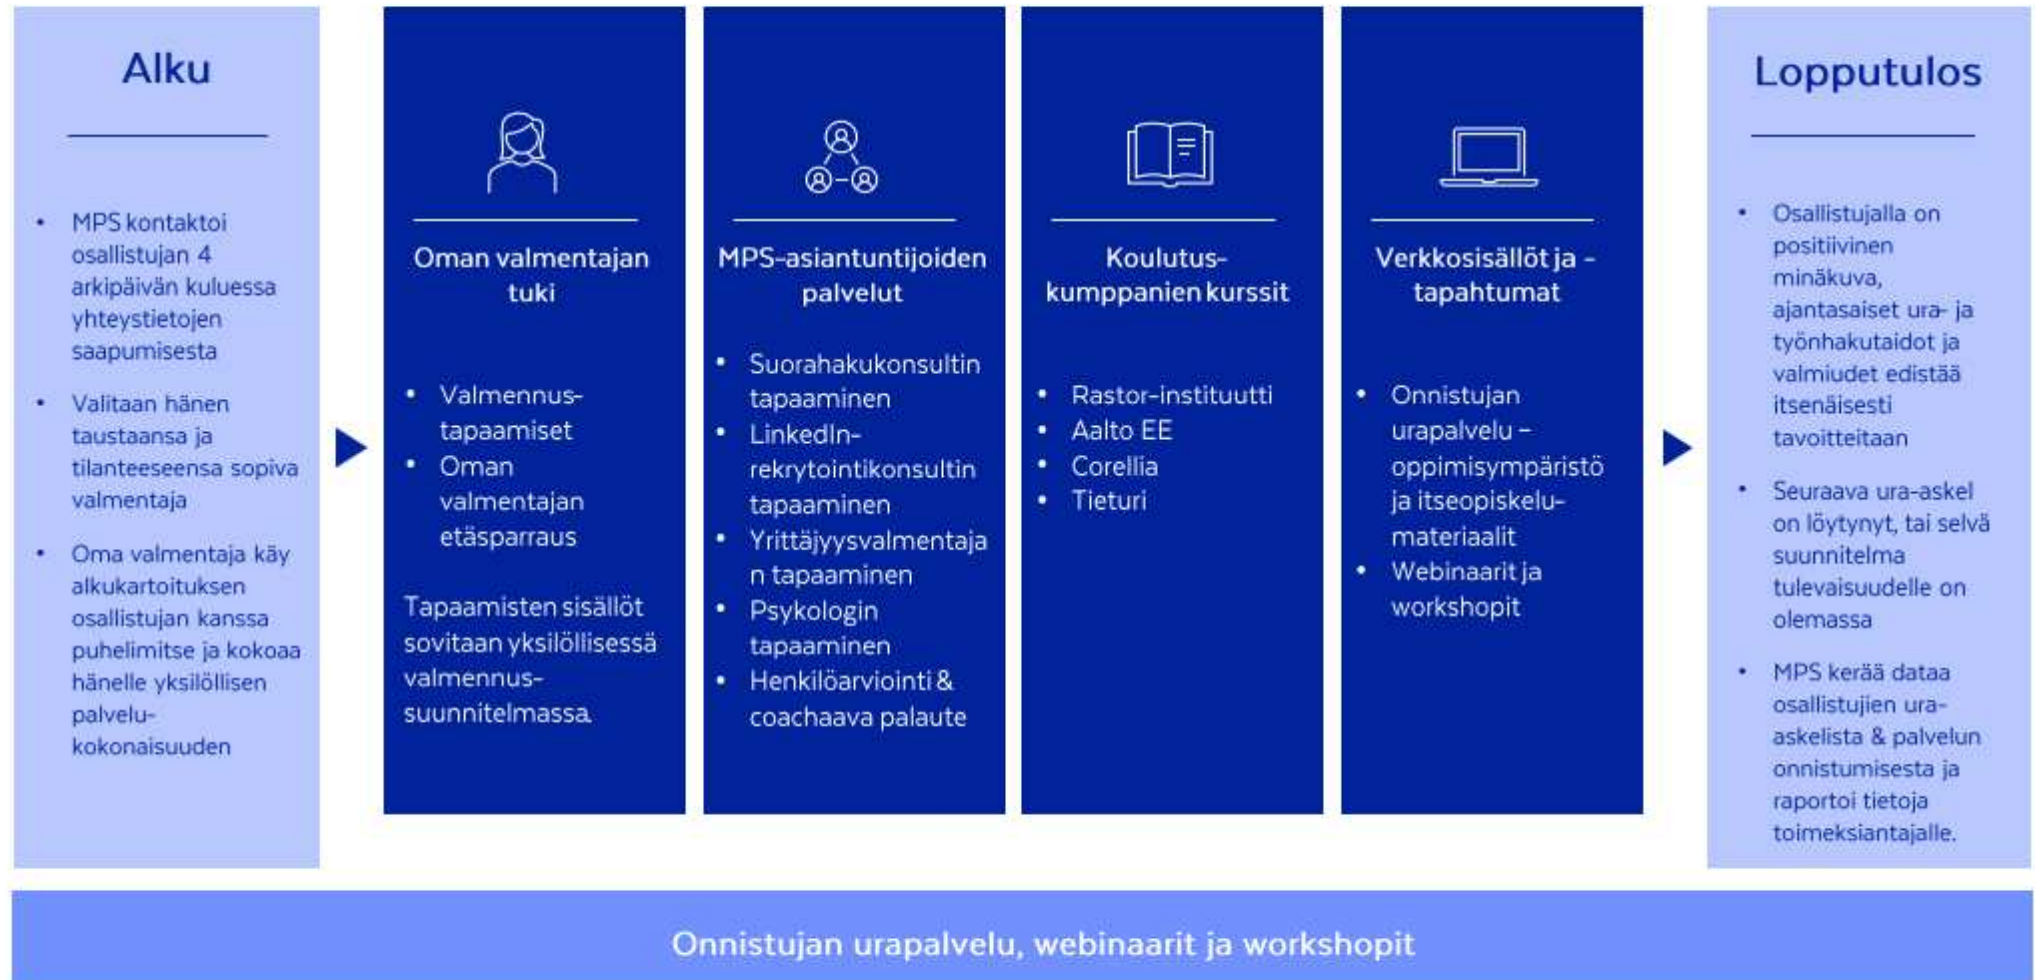 Alku
• MPS kontaktoi
osallistujan 4
arkipäivän kuluessa
yhteystietojen
saapumisesta
• Valitaan hänen
taustaansa ja
tilanteeseensa sopiva
valmentaja
• Oma valmentaja käy
alkukartoituksen
osallistujan kanssa
puhelimitse ja kokoaa
hänelle yksilöllisen
palvelu-
kokonaisuuden
Oman valmentajan
tuki
• Valmennus-
tapaamiset
• Oman
valmentajan
etäsparraus
Tapaamisten sisällöt
sovitaan yksilöllisessä
valmennus-
suunnitelmassa.
MPS-asiantuntijoiden
palvelut
• Suorahakukonsultin
tapaaminen
• LinkedIn-
rekrytointikonsultin
tapaaminen
• Yrittäjyysvalmentaja
n tapaaminen
• Psykologin
tapaaminen
• Henkilöarviointi &
coachaava palaute
Koulutus-
kumppanien kurssit
• Rastor-instituutti
• Aalto EE
• Corellia
• Tieturi
Verkkosisällöt ja -
tapahtumat
• Onnistujan
urapalvelu –
oppimisympäristö
ja itseopiskelu-
materiaalit
• Webinaarit ja
workshopit
Lopputulos
• Osallistujalla on
positiivinen
minäkuva,
ajantasaiset ura- ja
työnhakutaidot ja
valmiudet edistää
itsenäisesti
tavoitteitaan
• Seuraava ura-askel
on löytynyt, tai selvä
suunnitelma
tulevaisuudelle on
olemassa
• MPS kerää dataa
osallistujien ura-
askelista & palvelun
onnistumisesta ja
raportoi tietoja
toimeksiantajalle.
Onnistujan urapalvelu, webinaarit ja workshopit